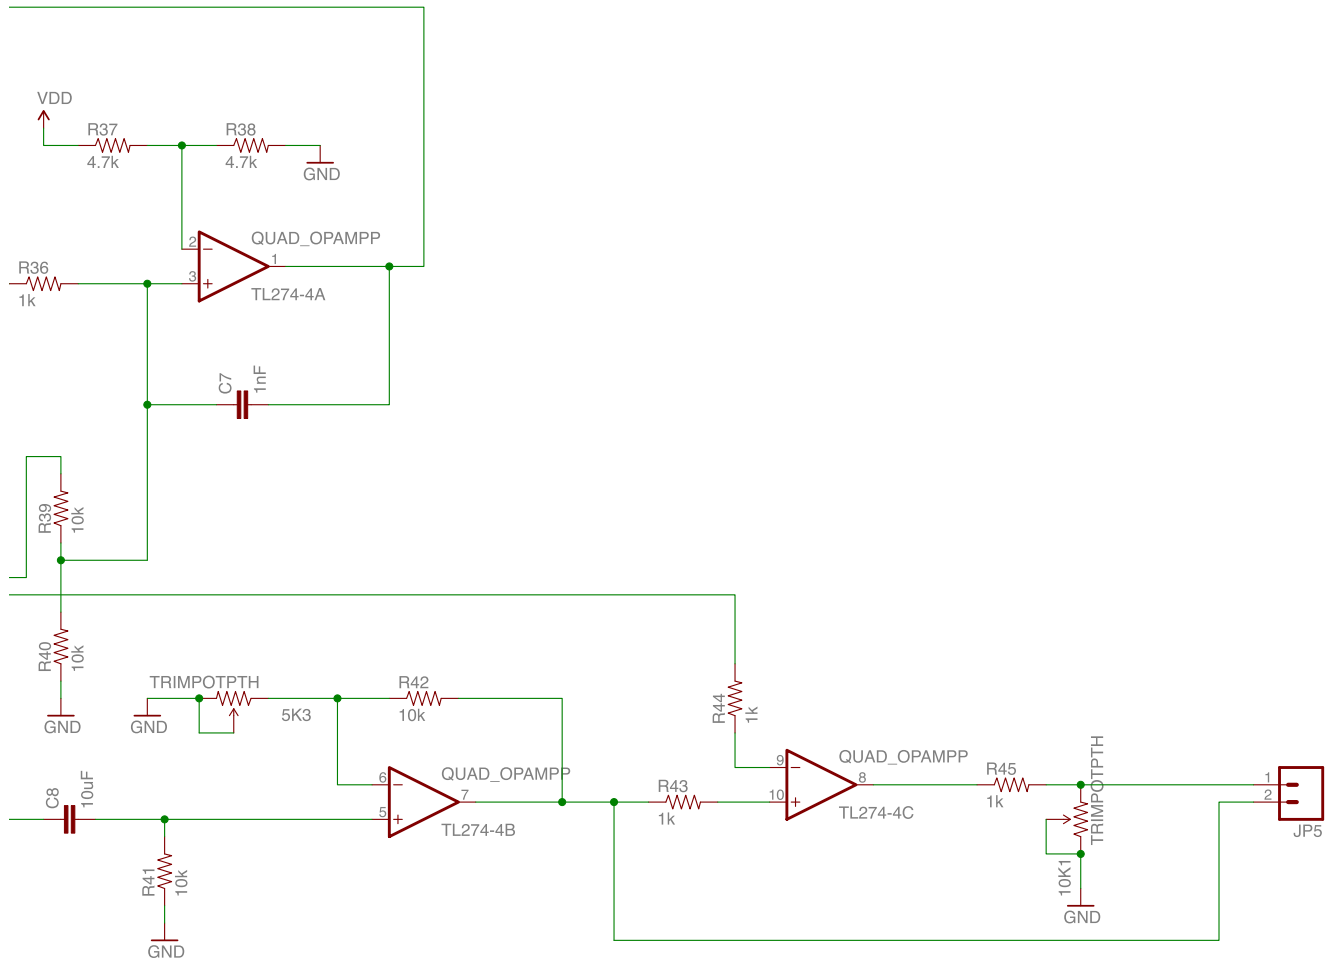 VDD
R37
4.7k
R38
4.7k
GND
QUAD_OPAMPP
2
1
3
TL274-4A
R36
1k
C7
1nF
R39
10k
R40
10k
GND
TRIMPOTPTH
5K3
GND
R42
10k
QUAD_OPAMPP
6
7
5
TL274-4B
C8
10uF
R41
10k
GND
R44
1k
R43
1k
QUAD_OPAMPP
9
8
10
TL274-4C
R45
1k
TRIMPOTPTH
10K1
GND
1
2
JP5